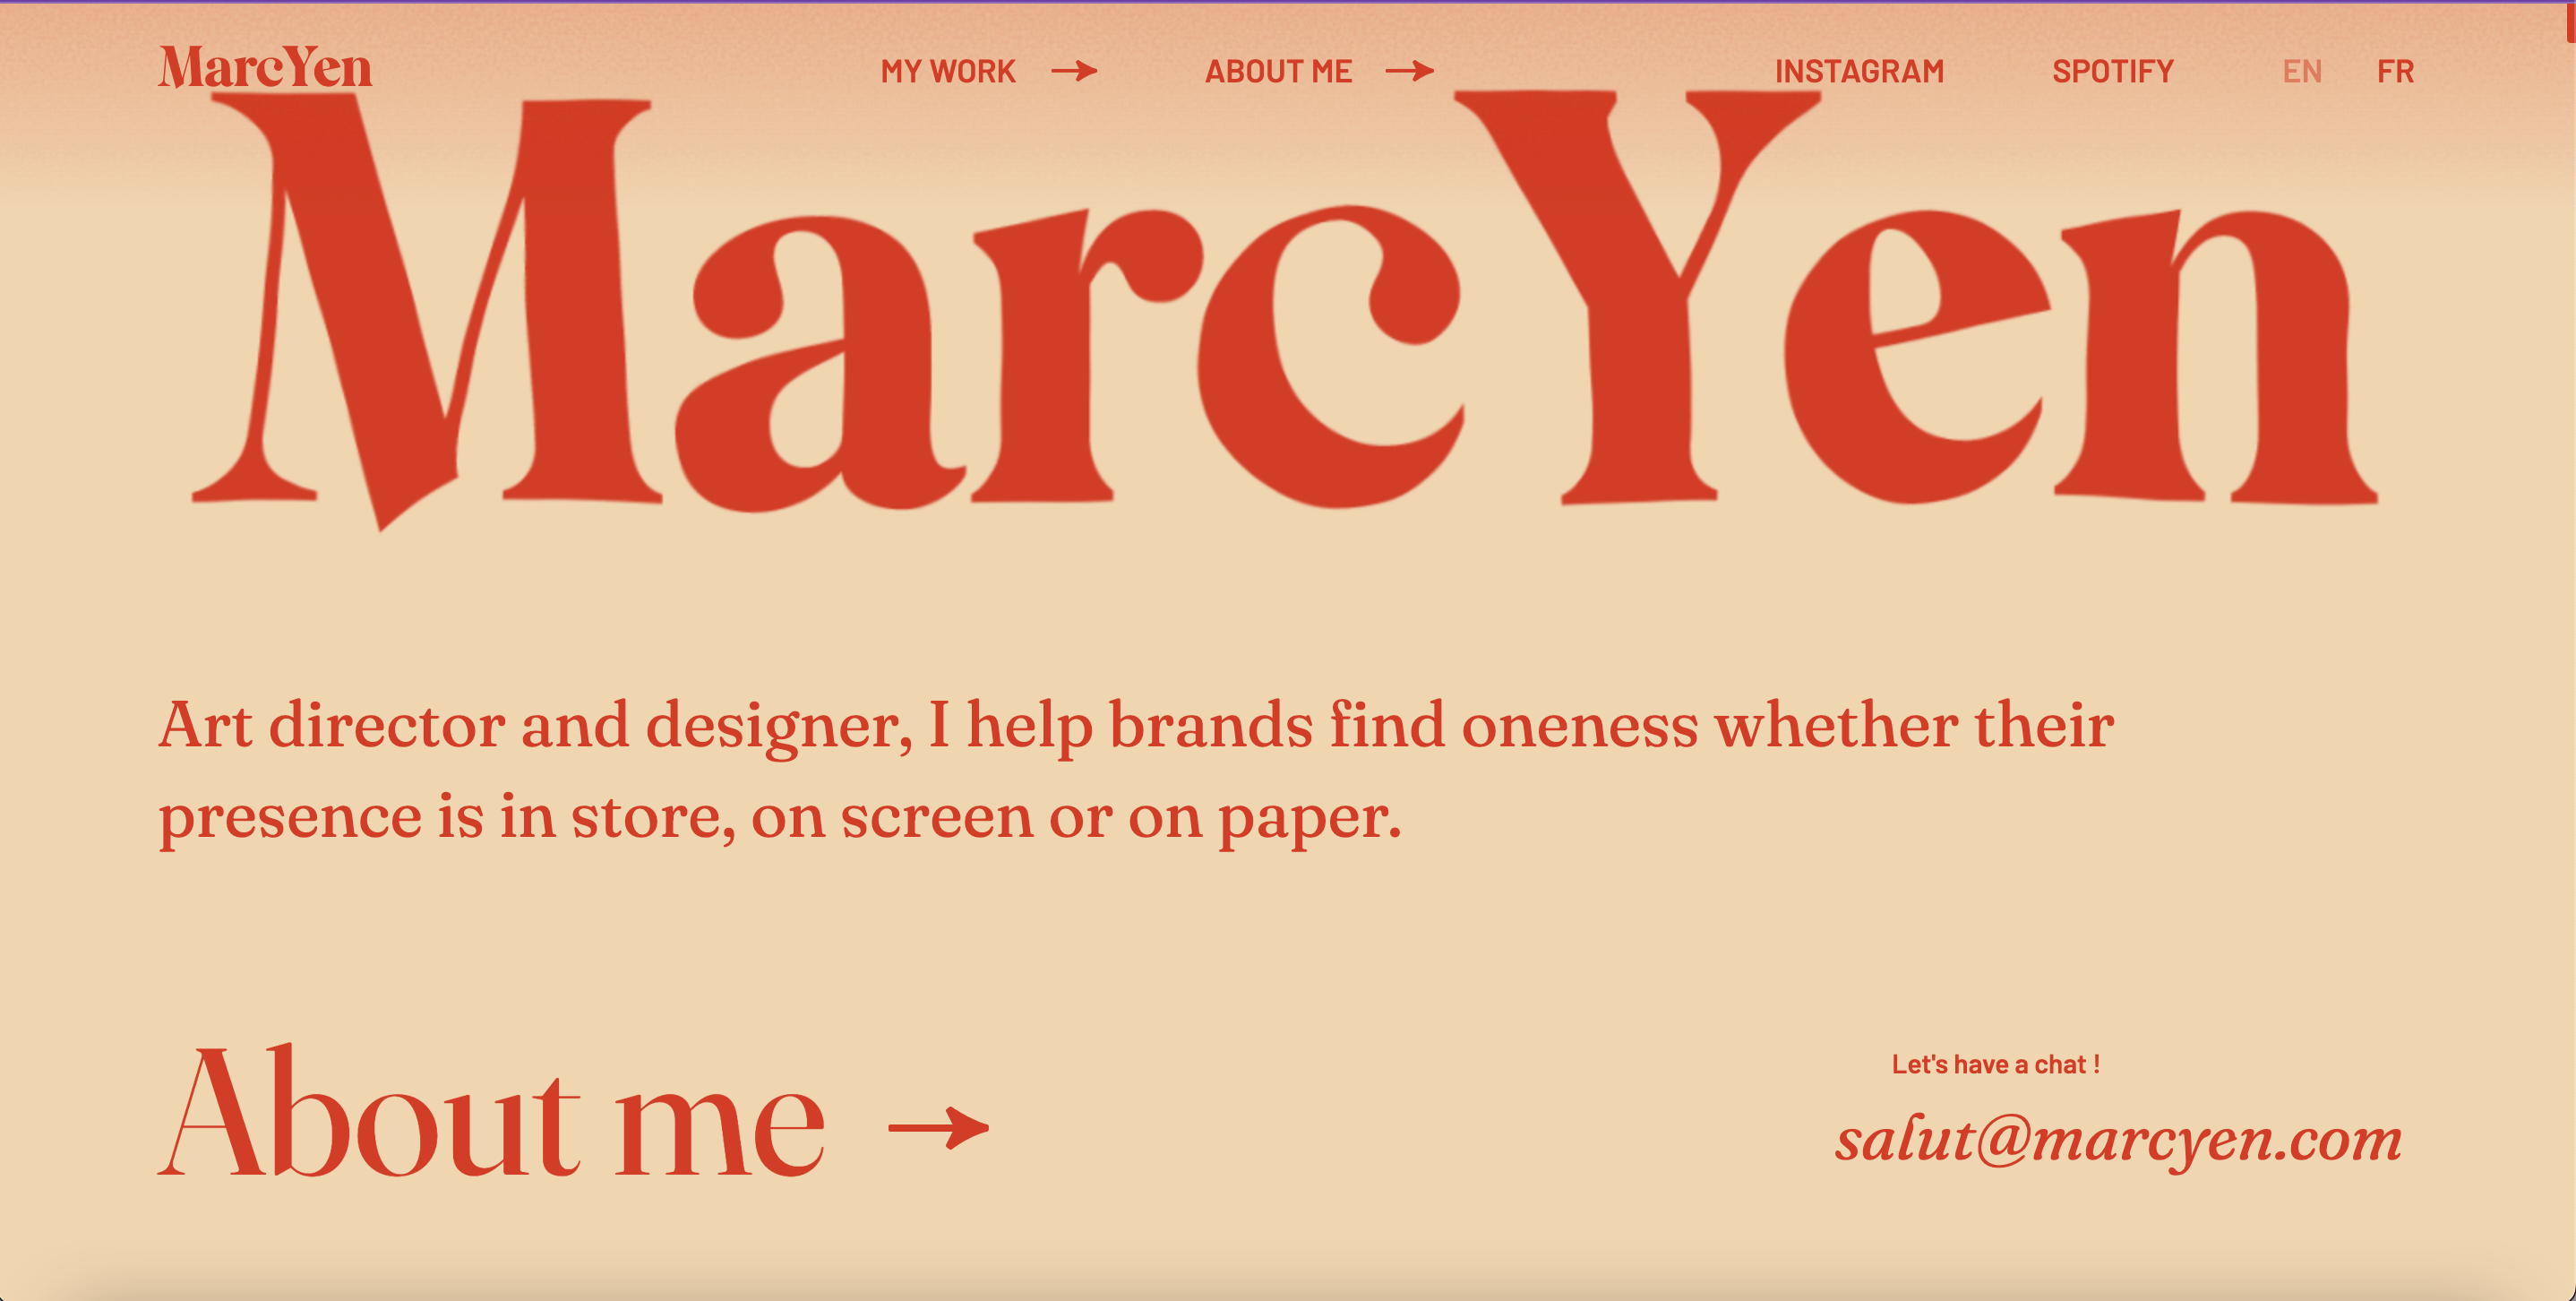 MarcYen
MY WORK → ABOUT ME →
INSTAGRAM SPOTIFY EN FR
MarcYen
Art director and designer, I help brands find oneness whether their
presence is in store, on screen or on paper.
About me →
Let's have a chat !
salut@marcyen.com